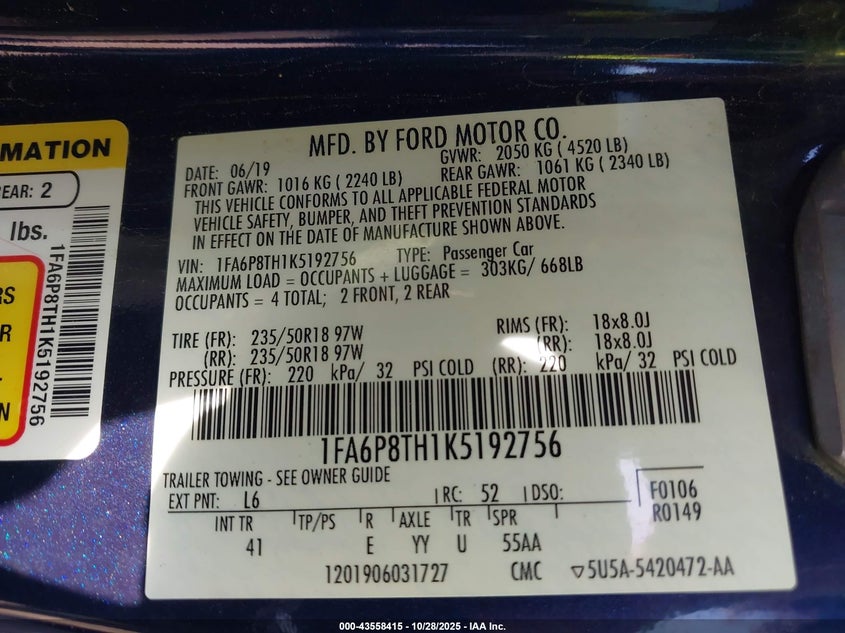 MATION
EAR: 2
lbs.
RS
R
N
1FA6P8TH1K5192756
MFD. BY FORD MOTOR CO.
DATE: 06/19 GVWR: 2050 KG ( 4520 LB)
FRONT GAWR: 1016 KG ( 2240 LB) REAR GAWR: 1061 KG ( 2340 LB)
THIS VEHICLE CONFORMS TO ALL APPLICABLE FEDERAL MOTOR
VEHICLE SAFETY, BUMPER, AND THEFT PREVENTION STANDARDS
IN EFFECT ON THE DATE OF MANUFACTURE SHOWN ABOVE.
VIN: 1FA6P8TH1K5192756 TYPE: Passenger Car
MAXIMUM LOAD = OCCUPANTS + LUGGAGE = 303KG/ 668LB
OCCUPANTS = 4 TOTAL; 2 FRONT, 2 REAR
TIRE (FR): 235/50R18 97W RIMS (FR): 18x8.0J
(RR): 235/50R18 97W (RR): 18x8.0J
PRESSURE (FR): 220 kPa/ 32 PSI COLD (RR): 220 kPa/ 32 PSI COLD
1FA6P8TH1K5192756
TRAILER TOWING - SEE OWNER GUIDE
EXT PNT: L6 RC: 52 DSO: F0106
R0149
INT TR TP/PS R AXLE TR SPR
41 E YY U 55AA
1201906031727 CMC ▽5U5A-5420472-AA
000-43558415 - 10/28/2025 - IAA Inc.